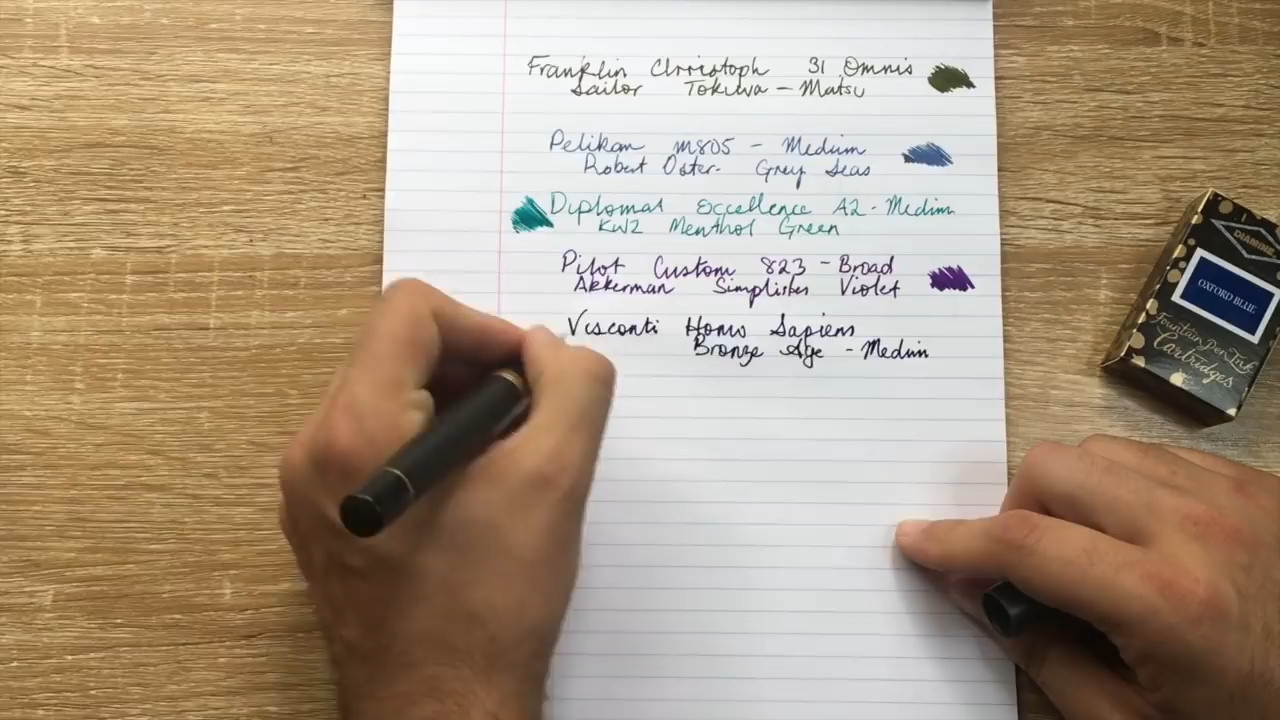 Franklin Christoph 31 Omnis
Sailor Tokiwa - Matsu
Pelikan M805 - Medium
Robert Oster - Grey Seas
Diplomat Excellence A2 - Medium
KWZ Menthol Green
Pilot Custom 823 - Broad
Akkerman Simplistes Violet
Visconti Homo Sapiens
Bronze Age - Medium
DIAMINE
OXFORD BLUE
Fountain Pen Ink
Cartridges